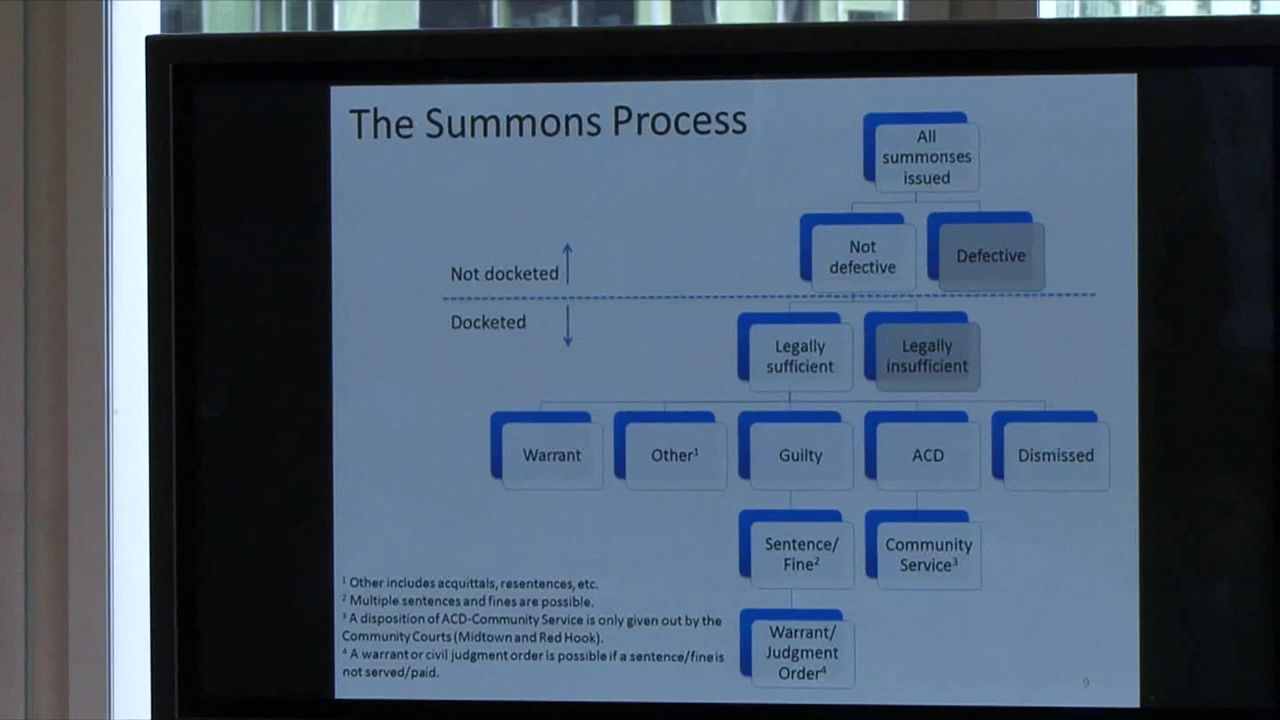 The Summons Process
All
summonses
issued
Not
defective
Defective
Not docketed
Docketed
Legally
sufficient
Legally
insufficient
Warrant
Other¹
Guilty
ACD
Dismissed
Sentence/
Fine²
Community
Service³
Warrant/
Judgment
Order⁴
¹ Other includes acquittals, resentences, etc.
² Multiple sentences and fines are possible.
³ A disposition of ACD-Community Service is only given out by the
Community Courts (Midtown and Red Hook).
⁴ A warrant or civil judgment order is possible if a sentence/fine is
not served/paid.
9